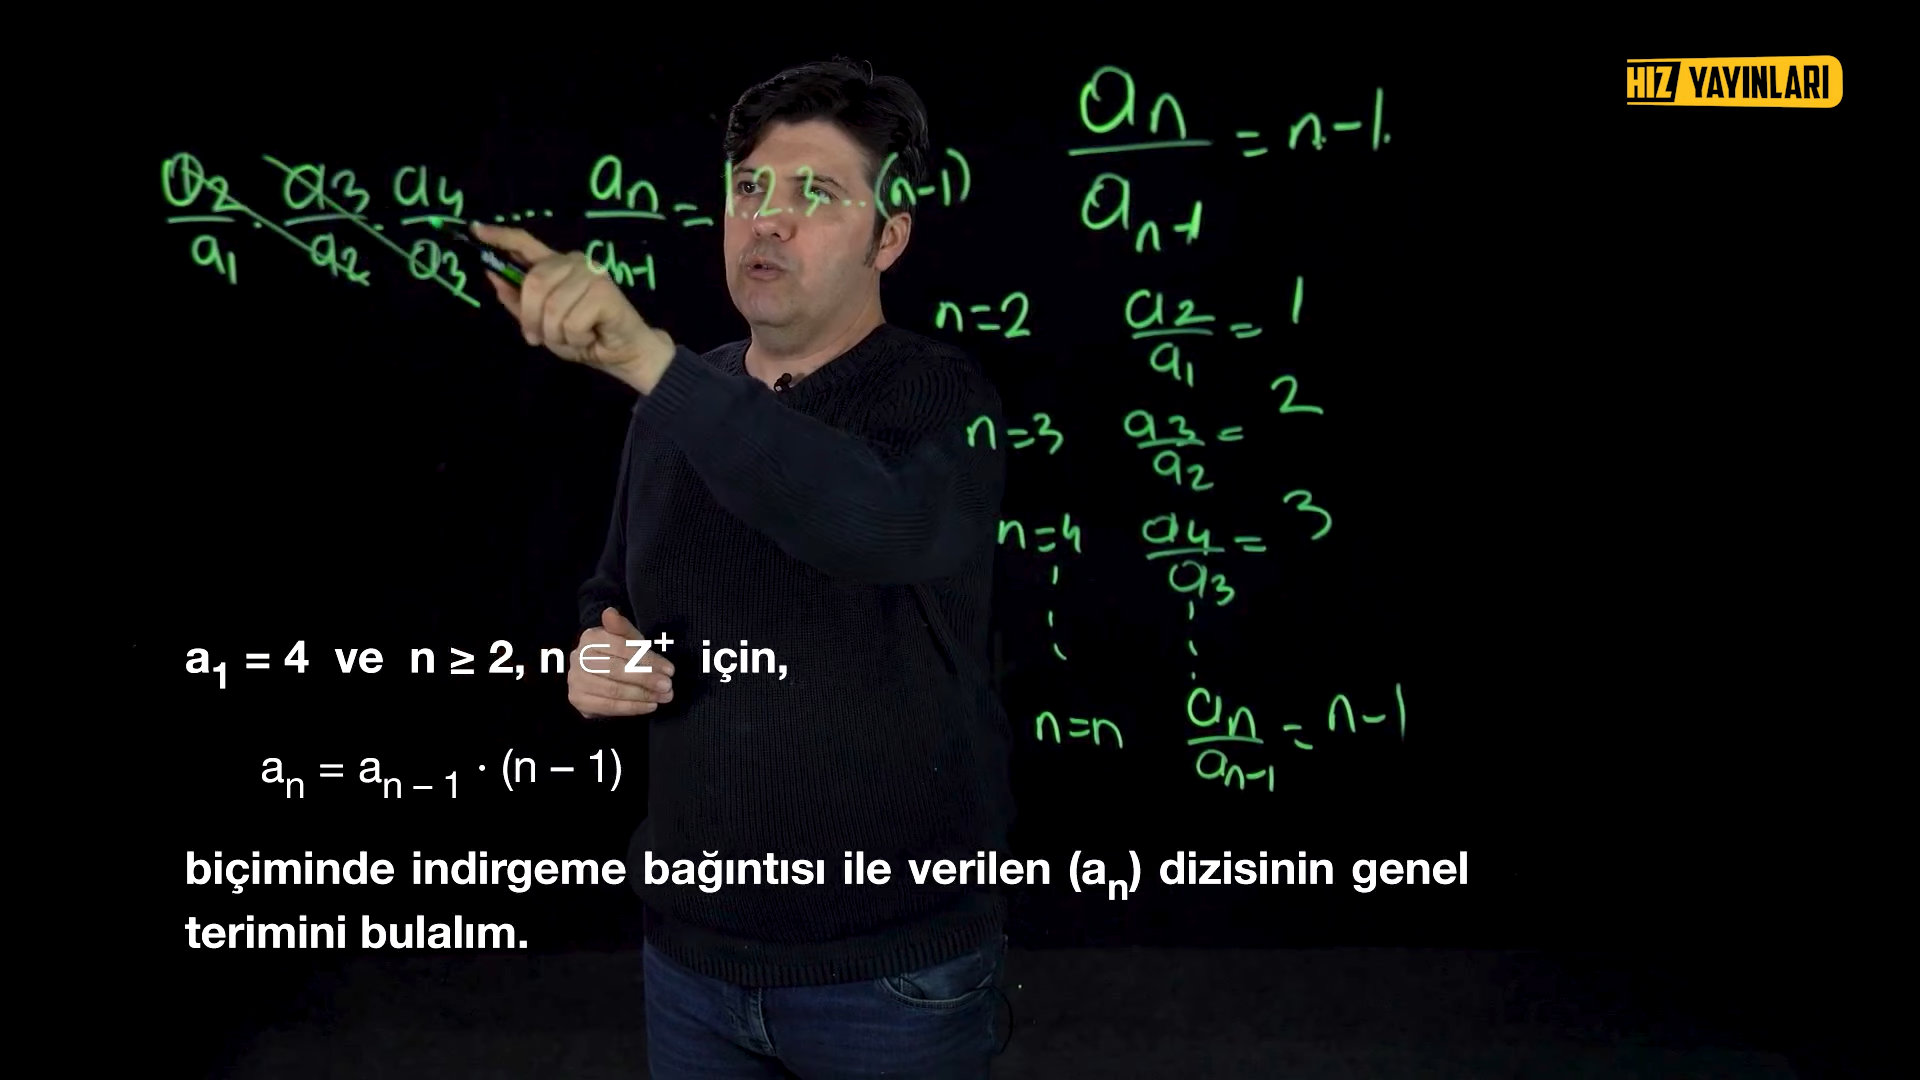 HIZ YAYINLARI
a2/a1 . a3/a2 . a4/a3 ..... an/an-1 = 1.2.3...(n-1)
an/an-1 = n-1
n=2 a2/a1 = 1
n=3 a3/a2 = 2
n=4 a4/a3 = 3
n=n an/an-1 = n-1
a₁ = 4 ve n ≥ 2, n ∈ Z⁺ için,
aₙ = aₙ₋₁ · (n – 1)
biçiminde indirgeme bağıntısı ile verilen (aₙ) dizisinin genel
terimini bulalım.